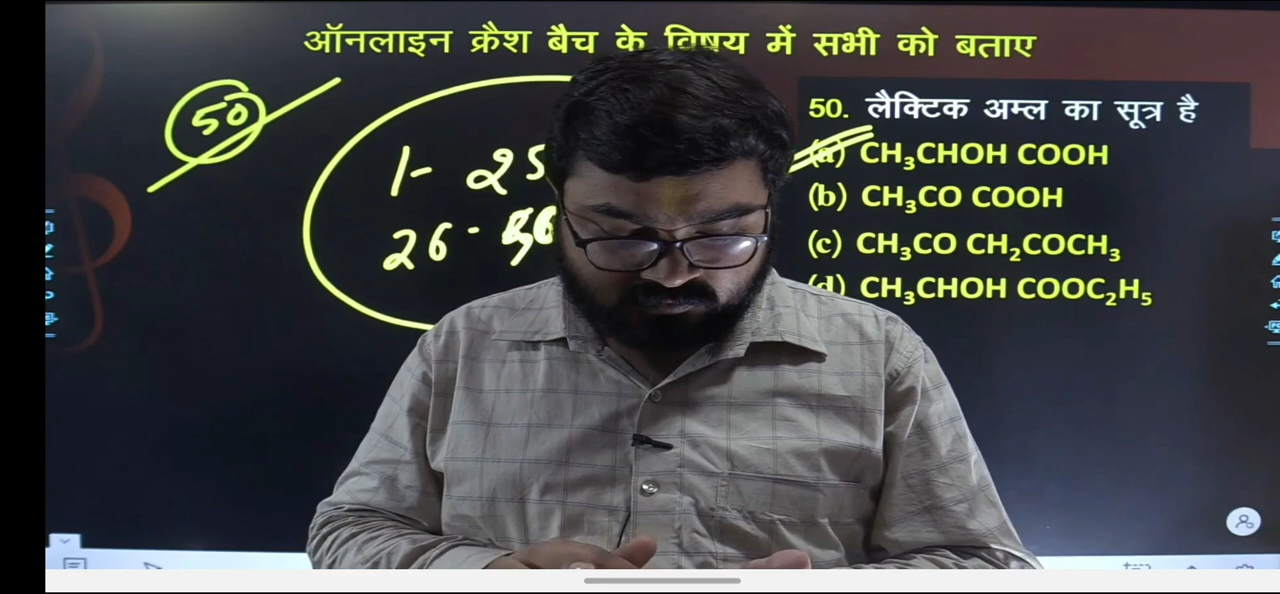 ऑनलाइन क्रैश बैच के विषय में सभी को बताए
50
1- 25
26-
50. लैक्टिक अम्ल का सूत्र है
(a) CH₃CHOH COOH
(b) CH₃CO COOH
(c) CH₃CO CH₂COCH₃
(d) CH₃CHOH COOC₂H₅